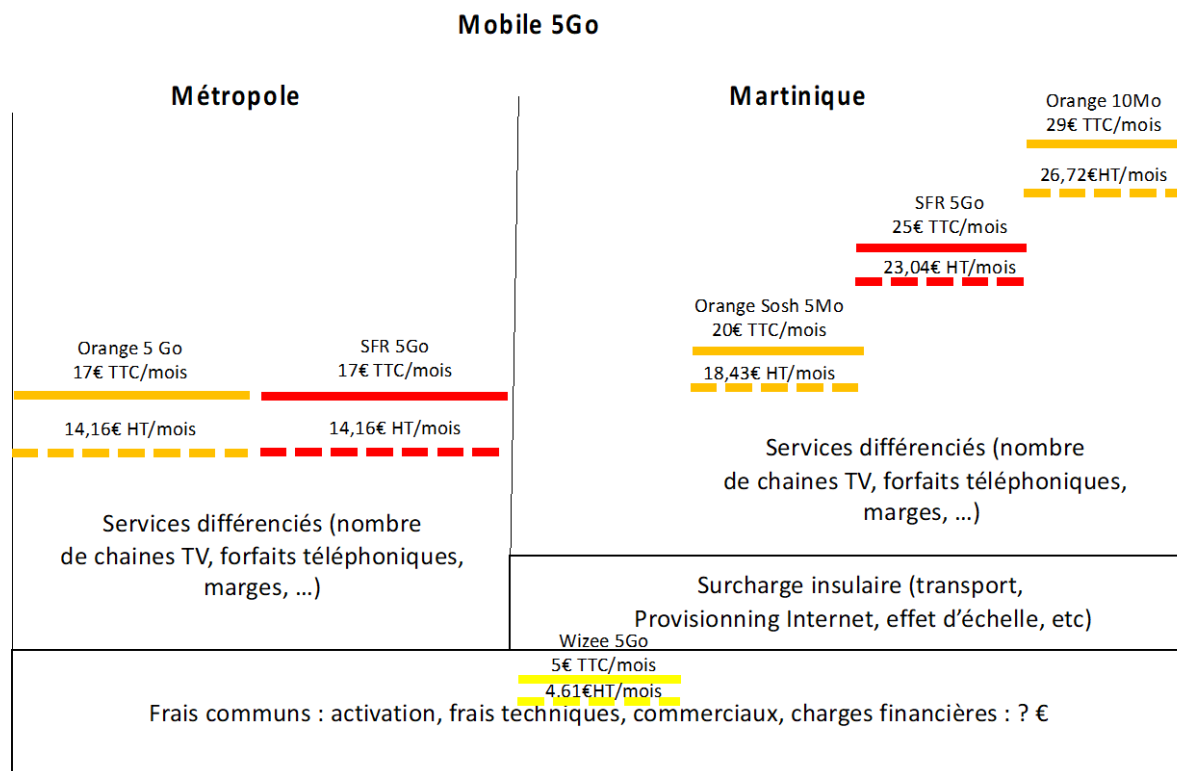 Mobile 5Go
Métropole
Martinique
Orange 5 Go
17€ TTC/mois
14,16€ HT/mois
SFR 5Go
17€ TTC/mois
14,16€ HT/mois
Services différenciés (nombre
de chaines TV, forfaits téléphoniques,
marges, …)
Orange Sosh 5Mo
20€ TTC/mois
18,43€ HT/mois
SFR 5Go
25€ TTC/mois
23,04€ HT/mois
Orange 10Mo
29€ TTC/mois
26,72€HT/mois
Services différenciés (nombre
de chaines TV, forfaits téléphoniques,
marges, …)
Surcharge insulaire (transport,
Provisionning Internet, effet d’échelle, etc)
Wizee 5Go
5€ TTC/mois
4.61€HT/mois
Frais communs : activation, frais techniques, commerciaux, charges financières : ? €